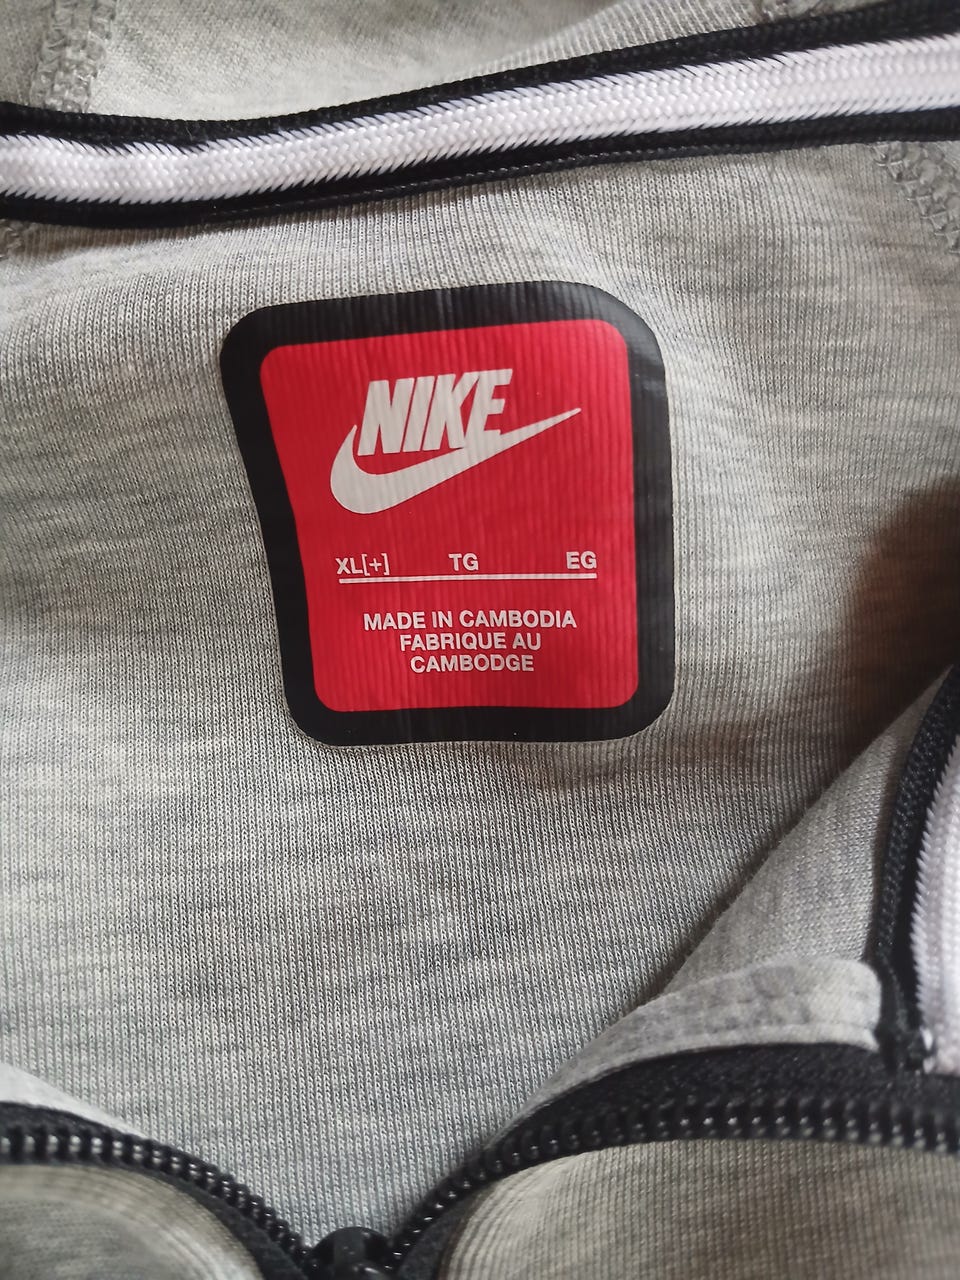 NIKE
XL[+] TG EG
MADE IN CAMBODIA
FABRIQUE AU
CAMBODGE